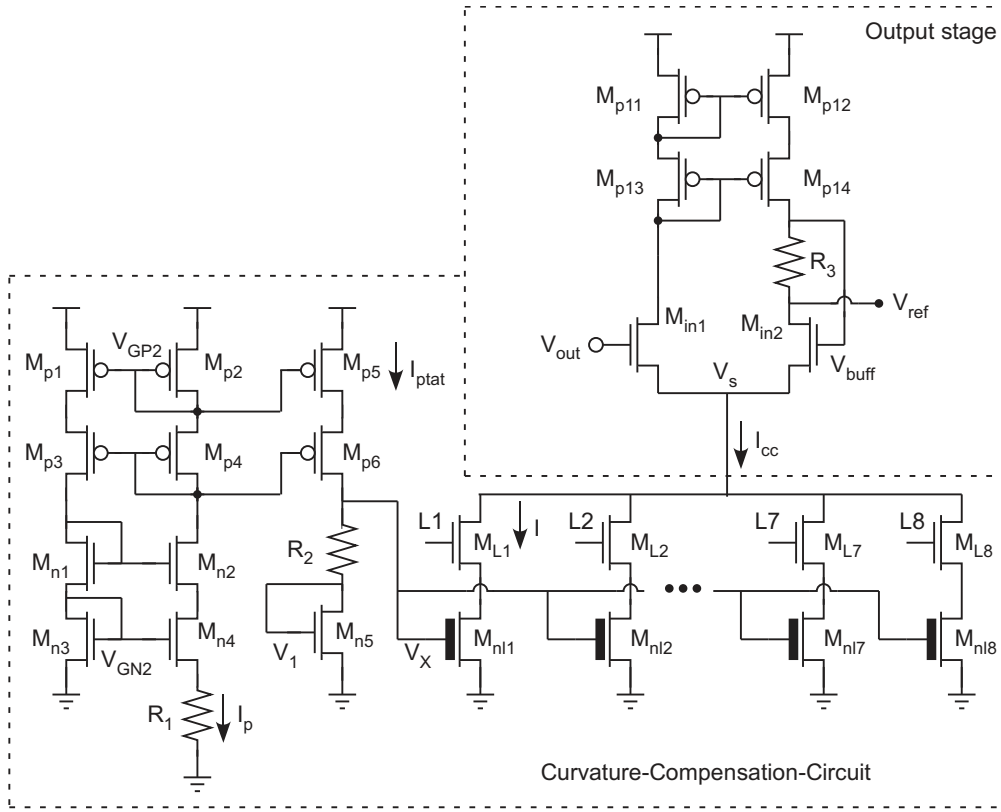 Output stage
Mp11
Mp12
Mp13
Mp14
R3
Vref
Min1
Min2
Vout
Vbuff
Vs
Icc
VGP2
Mp1
Mp2
Mp5
Iptat
Mp3
Mp4
Mp6
L1
ML1
I
L2
ML2
L7
ML7
L8
ML8
R2
Mn1
Mn2
Mn3
Mn4
VGN2
V1
Mn5
VX
Mnl1
Mnl2
Mnl7
Mnl8
R1
Ip
Curvature-Compensation-Circuit